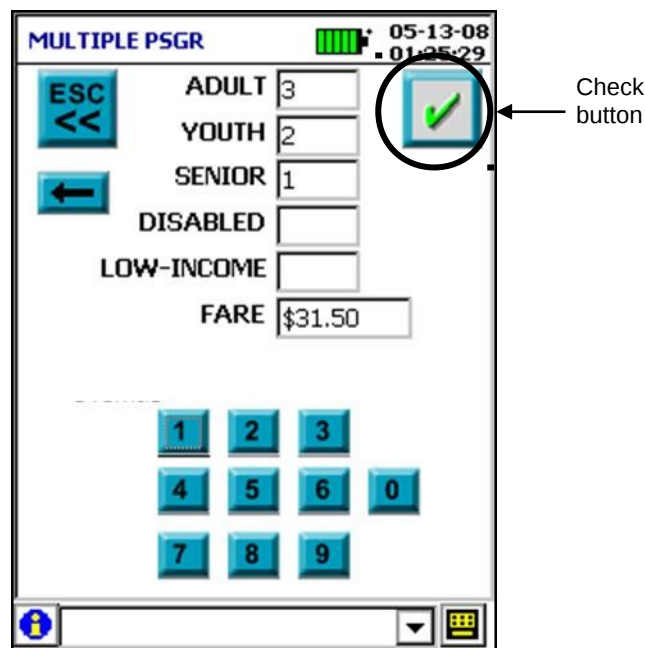 MULTIPLE PSGR
05-13-08
01:25:29
ESC
<<
ADULT 3
YOUTH 2
SENIOR 1
DISABLED
LOW-INCOME
FARE $31.50
Check
button
1 2 3
4 5 6 0
7 8 9